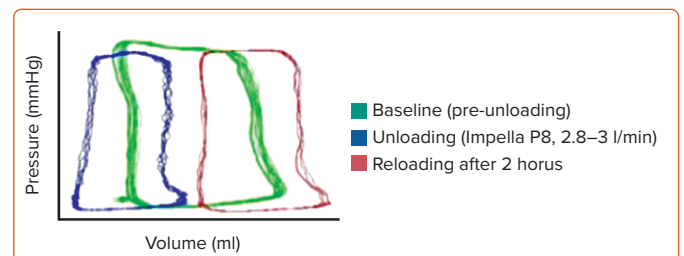 Pressure (mmHg)
Baseline (pre-unloading)
Unloading (Impella P8, 2.8–3 l/min)
Reloading after 2 horus
Volume (ml)